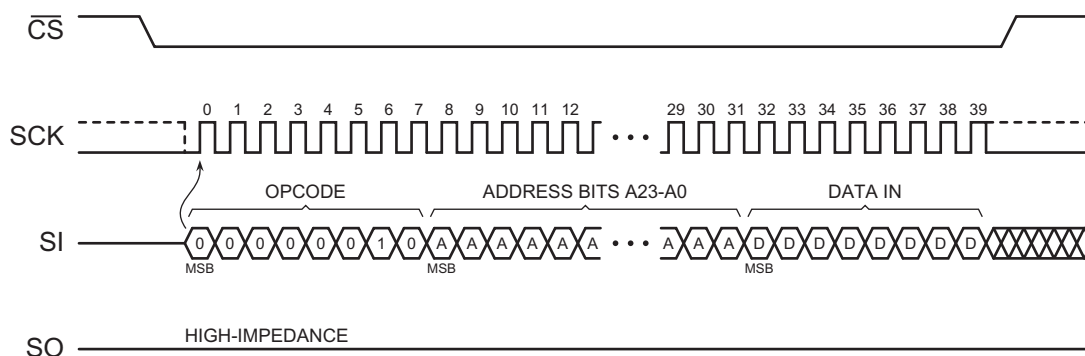 CS
0 1 2 3 4 5 6 7 8 9 10 11 12 29 30 31 32 33 34 35 36 37 38 39
SCK
OPCODE ADDRESS BITS A23-A0 DATA IN
SI 0 0 0 0 0 0 1 0 A A A A A A A A A D D D D D D D D
MSB MSB MSB
HIGH-IMPEDANCE
SO